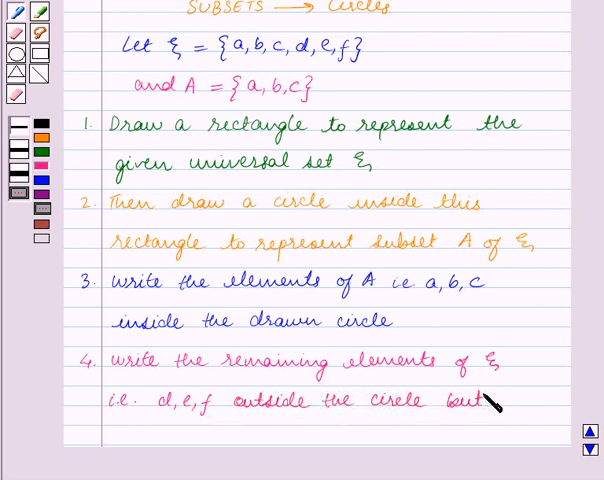 SUBSETS ⟶ Circles
Let ξ = {a, b, c, d, e, f}
and A = {a, b, c}
1. Draw a rectangle to represent the
given universal set ξ
2. Then draw a circle inside this
rectangle to represent subset A of ξ
3. Write the elements of A i.e a, b, c
inside the drawn circle
4. Write the remaining elements of ξ
i.e. d, e, f outside the circle but